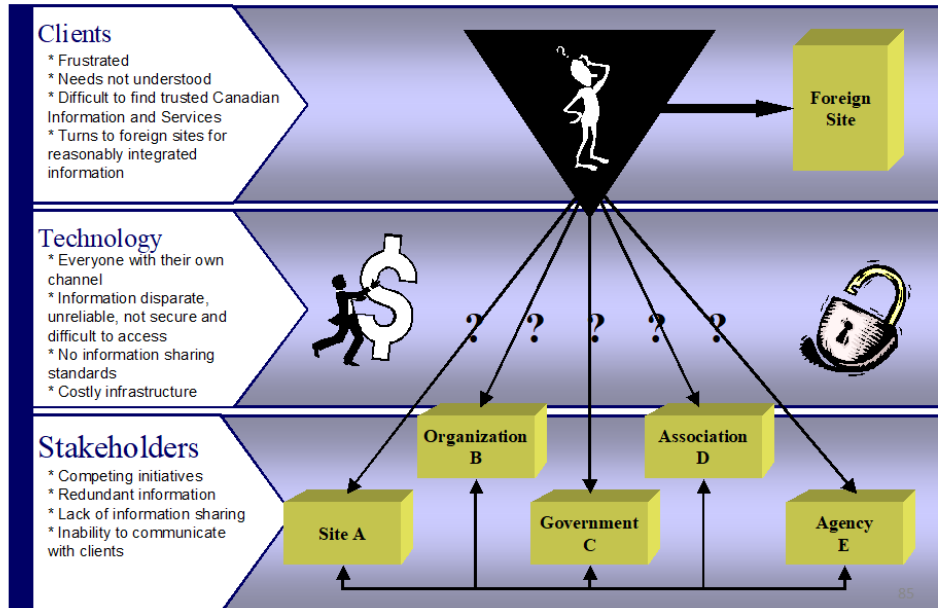 Clients
* Frustrated
* Needs not understood
* Difficult to find trusted Canadian
Information and Services
* Turns to foreign sites for
reasonably integrated
information
?
Foreign
Site
Technology
* Everyone with their own
channel
* Information disparate,
unreliable, not secure and
difficult to access
* No information sharing
standards
* Costly infrastructure
$
? ? ? ? ?
Stakeholders
* Competing initiatives
* Redundant information
* Lack of information sharing
* Inability to communicate
with clients
Organization
B
Association
D
Site A
Government
C
Agency
E
85